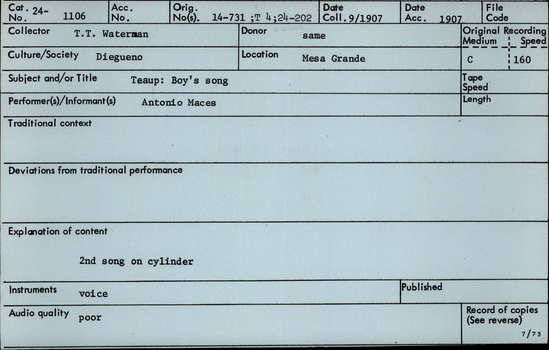 Cat. 24- No. 1106 Acc. No. Orig. No(s). 14-731 ;T 4;24-202 Date Coll. 9/1907 Date Acc. 1907 File Code
Collector T.T. Waterman Donor same Original Recording Medium Speed
Culture/Society Diegueno Location Mesa Grande C 160
Subject and/or Title Teaup: Boy's song Tape Speed
Performer(s)/Informant(s) Antonio Maces Length
Traditional context
Deviations from traditional performance
Explanation of content
2nd song on cylinder
Instruments voice Published
Audio quality poor Record of copies (See reverse)
7/73